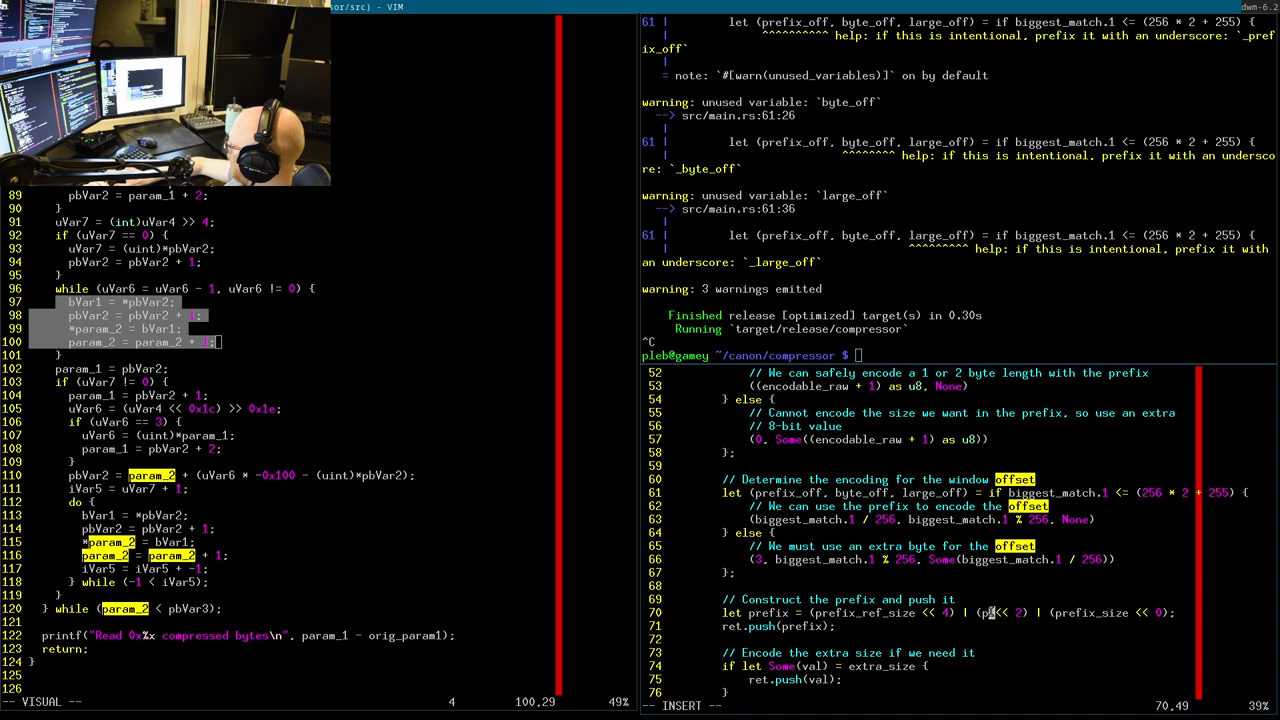 sor/src) - VIM
dwm-6.2
89 pbVar2 = param_1 + 2;
90 }
91 uVar7 = (int)uVar4 >> 4;
92 if (uVar7 == 0) {
93 uVar7 = (uint)*pbVar2;
94 pbVar2 = pbVar2 + 1;
95 }
96 while (uVar6 = uVar6 - 1, uVar6 != 0) {
97 bVar1 = *pbVar2;
98 pbVar2 = pbVar2 + 1;
99 *param_2 = bVar1;
100 param_2 = param_2 + 1;
101 }
102 param_1 = pbVar2;
103 if (uVar7 != 0) {
104 param_1 = pbVar2 + 1;
105 uVar6 = (uVar4 << 0x1c) >> 0x1e;
106 if (uVar6 == 3) {
107 uVar6 = (uint)*param_1;
108 param_1 = pbVar2 + 2;
109 }
110 pbVar2 = param_2 + (uVar6 * -0x100 - (uint)*pbVar2);
111 iVar5 = uVar7 + 1;
112 do {
113 bVar1 = *pbVar2;
114 pbVar2 = pbVar2 + 1;
115 *param_2 = bVar1;
116 param_2 = param_2 + 1;
117 iVar5 = iVar5 + -1;
118 } while (-1 < iVar5);
119 }
120 } while (param_2 < pbVar3);
121
122 printf("Read 0x%x compressed bytes\n", param_1 - orig_param1);
123 return;
124 }
125
126
-- VISUAL -- 4 100,29 49%
61 | let (prefix_off, byte_off, large_off) = if biggest_match.1 <= (256 * 2 + 255) {
| ^^^^^^^^^^ help: if this is intentional, prefix it with an underscore: `_pref
ix_off`
|
= note: `#[warn(unused_variables)]` on by default
warning: unused variable: `byte_off`
--> src/main.rs:61:26
|
61 | let (prefix_off, byte_off, large_off) = if biggest_match.1 <= (256 * 2 + 255) {
| ^^^^^^^^ help: if this is intentional, prefix it with an undersco
re: `_byte_off`
warning: unused variable: `large_off`
--> src/main.rs:61:36
|
61 | let (prefix_off, byte_off, large_off) = if biggest_match.1 <= (256 * 2 + 255) {
| ^^^^^^^^^ help: if this is intentional, prefix it with
an underscore: `_large_off`
warning: 3 warnings emitted
Finished release [optimized] target(s) in 0.30s
Running `target/release/compressor`
^C
pleb@gamey ~/canon/compressor $
52 // We can safely encode a 1 or 2 byte length with the prefix
53 ((encodable_raw + 1) as u8, None)
54 } else {
55 // Cannot encode the size we want in the prefix, so use an extra
56 // 8-bit value
57 (0, Some((encodable_raw + 1) as u8))
58 };
59
60 // Determine the encoding for the window offset
61 let (prefix_off, byte_off, large_off) = if biggest_match.1 <= (256 * 2 + 255) {
62 // We can use the prefix to encode the offset
63 (biggest_match.1 / 256, biggest_match.1 % 256, None)
64 } else {
65 // We must use an extra byte for the offset
66 (3, biggest_match.1 % 256, Some(biggest_match.1 / 256))
67 };
68
69 // Construct the prefix and push it
70 let prefix = (prefix_ref_size << 4) | (p << 2) | (prefix_size << 0);
71 ret.push(prefix);
72
73 // Encode the extra size if we need it
74 if let Some(val) = extra_size {
75 ret.push(val);
76 }
-- INSERT -- 70,49 39%